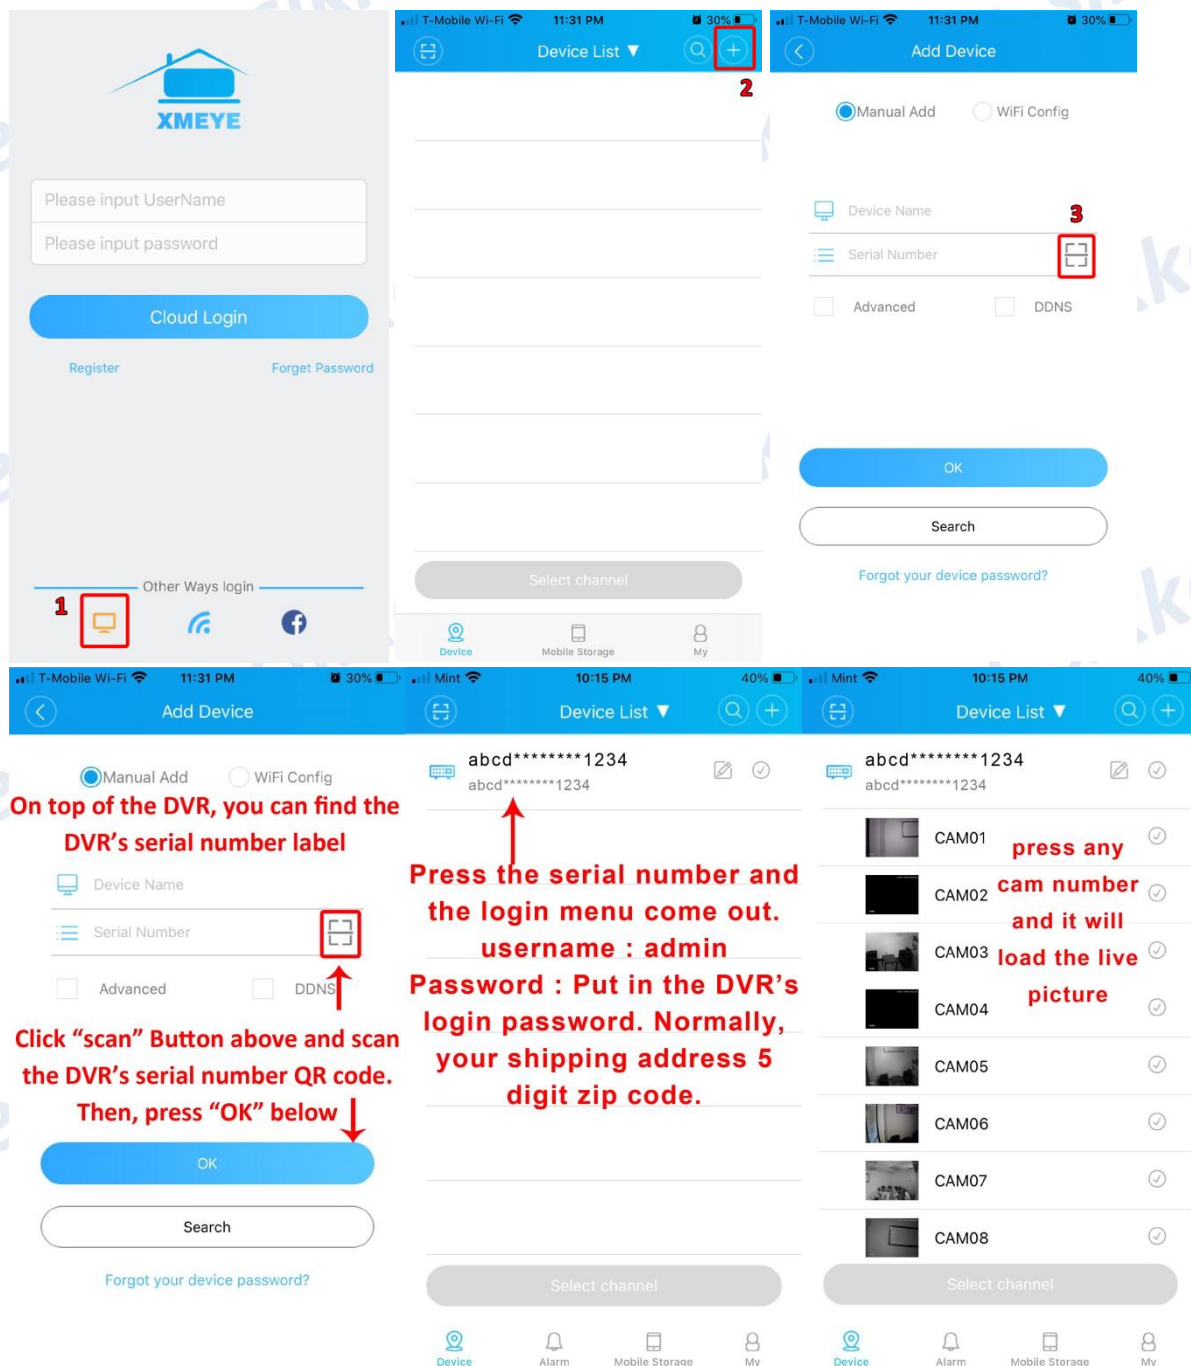 XMEYE
Please input UserName
Please input password
Cloud Login
Register
Forget Password
Other Ways login
1
T-Mobile Wi-Fi 11:31 PM 30%
Device List ▼
2
Select channel
Device
Mobile Storage
My
T-Mobile Wi-Fi 11:31 PM 30%
Add Device
Manual Add
WiFi Config
Device Name
3
Serial Number
Advanced
DDNS
OK
Search
Forgot your device password?
T-Mobile Wi-Fi 11:31 PM 30%
Add Device
Manual Add
WiFi Config
On top of the DVR, you can find the
DVR’s serial number label
Device Name
Serial Number
Advanced
DDNS
Click “scan” Button above and scan
the DVR’s serial number QR code.
Then, press “OK” below
OK
Search
Forgot your device password?
Mint 10:15 PM 40%
Device List ▼
abcd********1234
abcd********1234
Press the serial number and
the login menu come out.
username : admin
Password : Put in the DVR’s
login password. Normally,
your shipping address 5
digit zip code.
Select channel
Device
Alarm
Mobile Storage
My
Mint 10:15 PM 40%
Device List ▼
abcd********1234
abcd********1234
CAM01
CAM02
CAM03
CAM04
CAM05
CAM06
CAM07
CAM08
press any
cam number
and it will
load the live
picture
Select channel
Device
Alarm
Mobile Storage
My